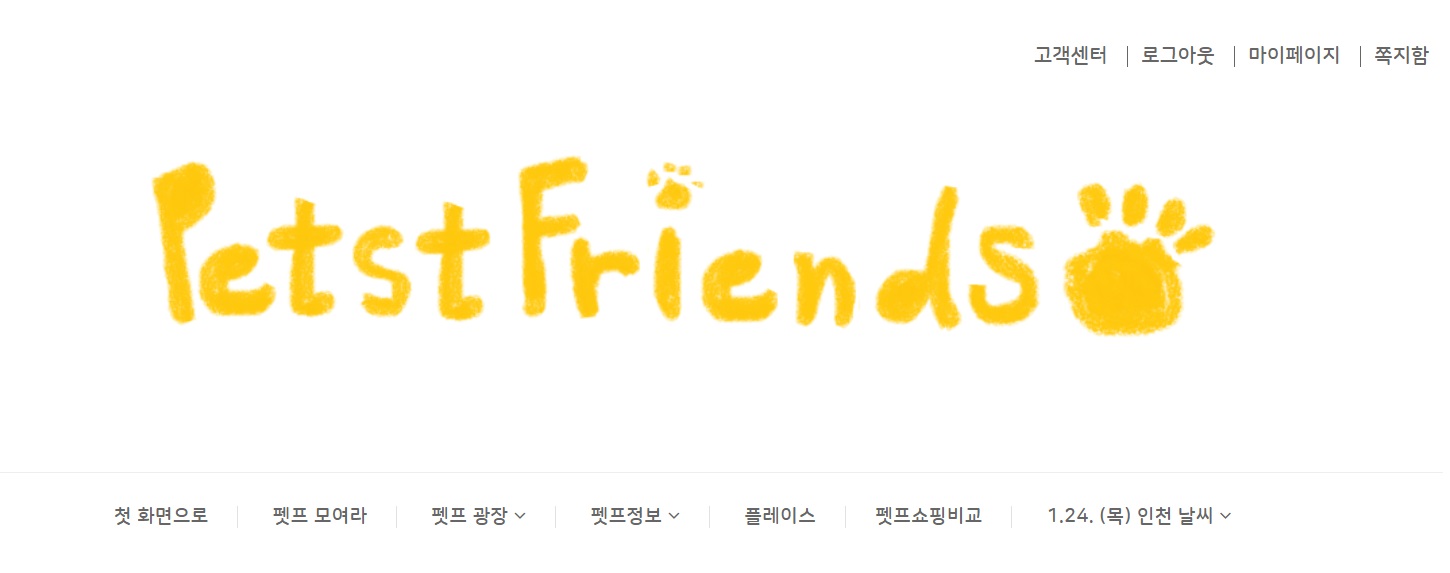 고객센터 로그아웃 마이페이지 쪽지함
PetstFriends
첫 화면으로 펫프 모여라 펫프 광장 펫프정보 플레이스 펫프쇼핑비교 1.24. (목) 인천 날씨